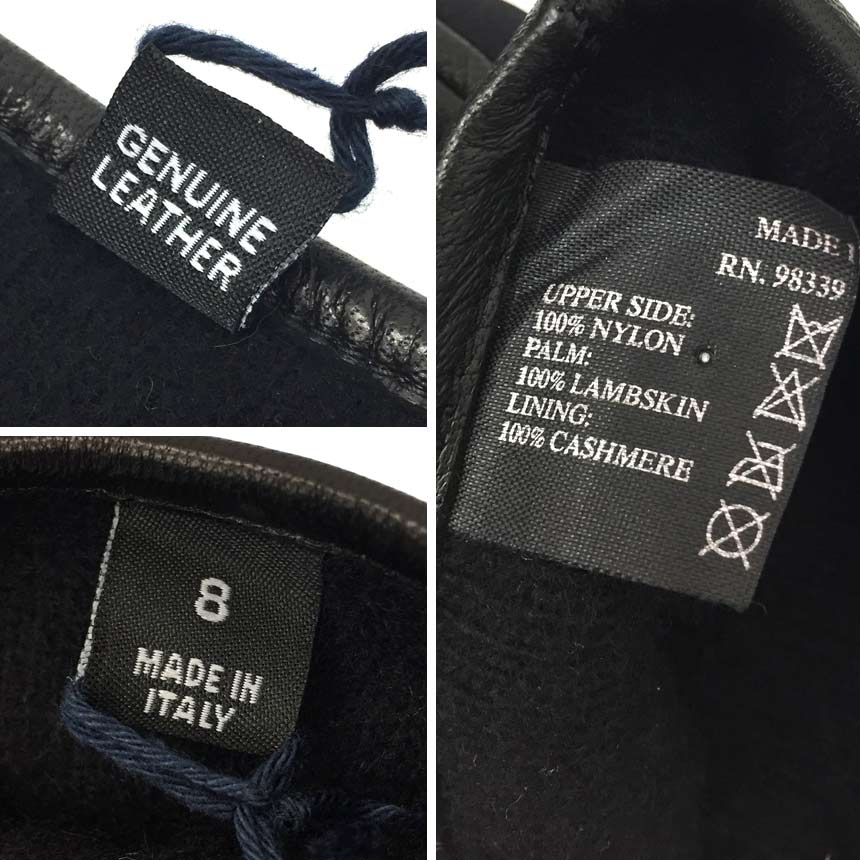 GENUINE
LEATHER
8
MADE IN
ITALY
MADE
RN. 98339
UPPER SIDE:
100% NYLON
PALM:
100% LAMBSKIN
LINING:
100% CASHMERE